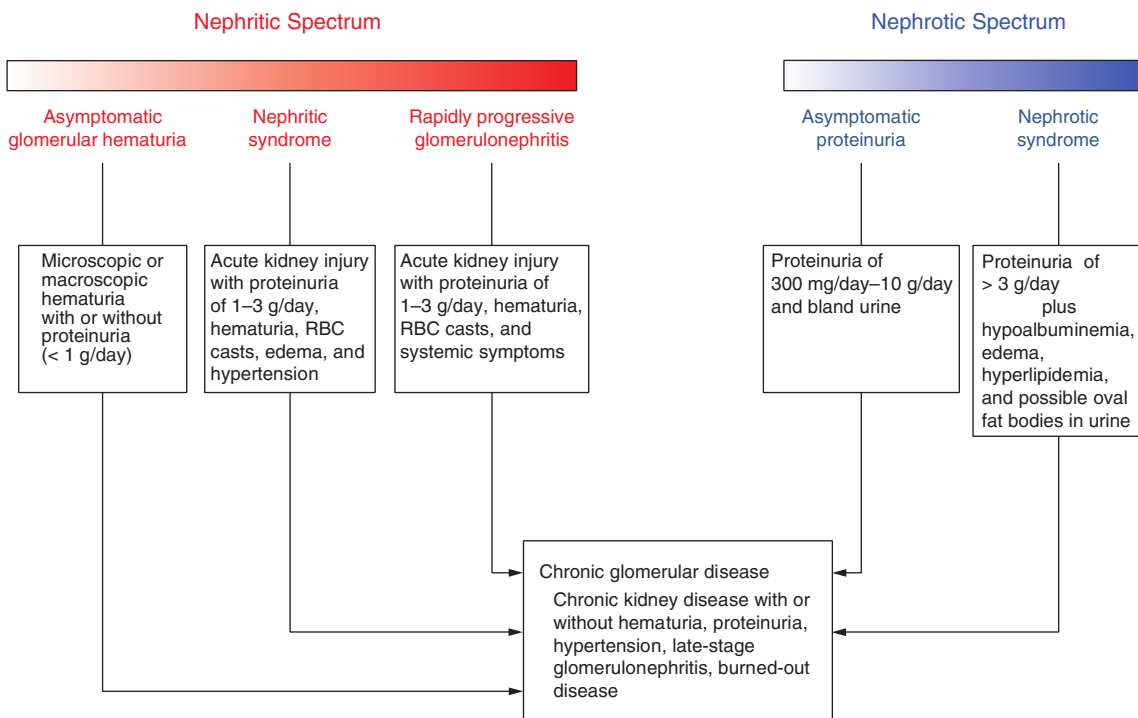 Nephritic Spectrum
Nephrotic Spectrum
Asymptomatic
glomerular hematuria
Nephritic
syndrome
Rapidly progressive
glomerulonephritis
Asymptomatic
proteinuria
Nephrotic
syndrome
Microscopic or
macroscopic
hematuria
with or without
proteinuria
(< 1 g/day)
Acute kidney injury
with proteinuria
of 1–3 g/day,
hematuria, RBC
casts, edema, and
hypertension
Acute kidney injury
with proteinuria of
1–3 g/day, hematuria,
RBC casts, and
systemic symptoms
Proteinuria of
300 mg/day–10 g/day
and bland urine
Proteinuria of
> 3 g/day
plus
hypoalbuminemia,
edema,
hyperlipidemia,
and possible oval
fat bodies in urine
Chronic glomerular disease
Chronic kidney disease with or
without hematuria, proteinuria,
hypertension, late-stage
glomerulonephritis, burned-out
disease